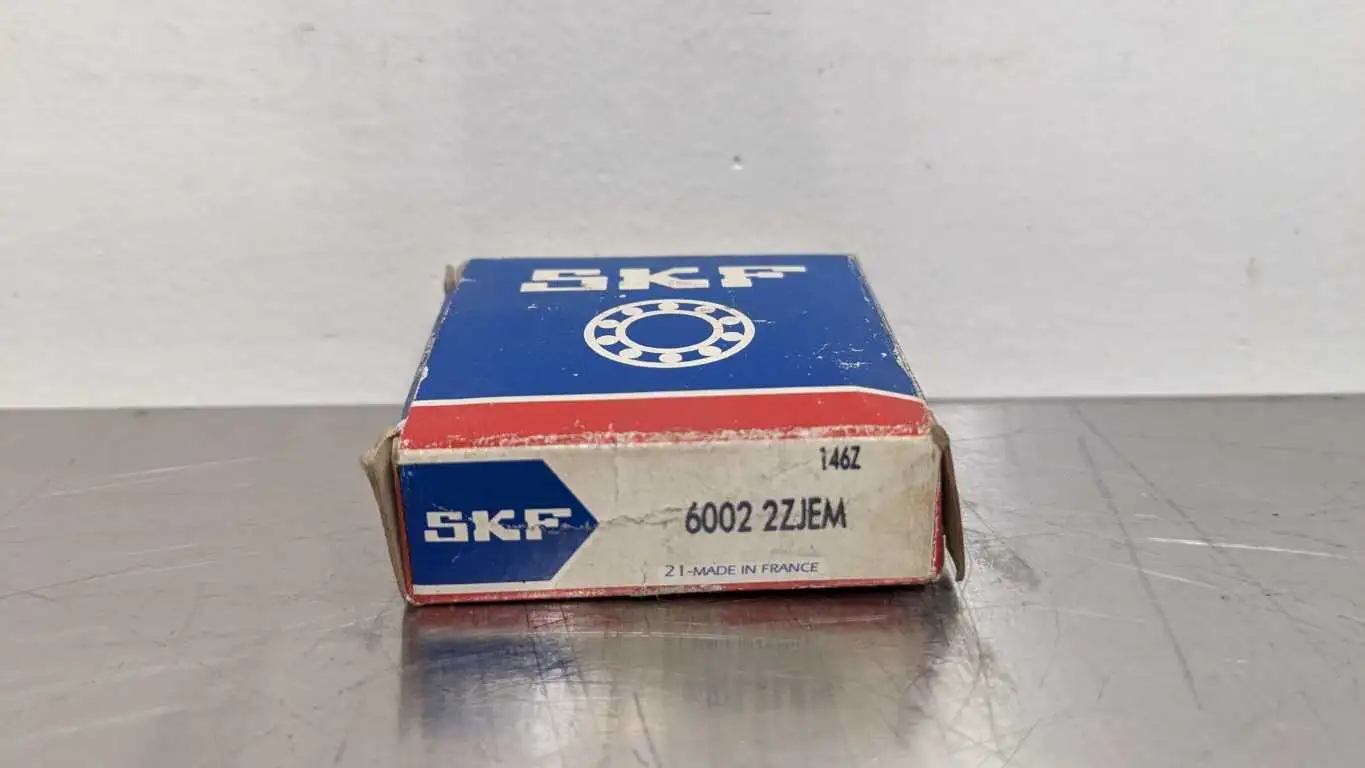 SKF
146Z
SKF
6002 2ZJEM
21-MADE IN FRANCE